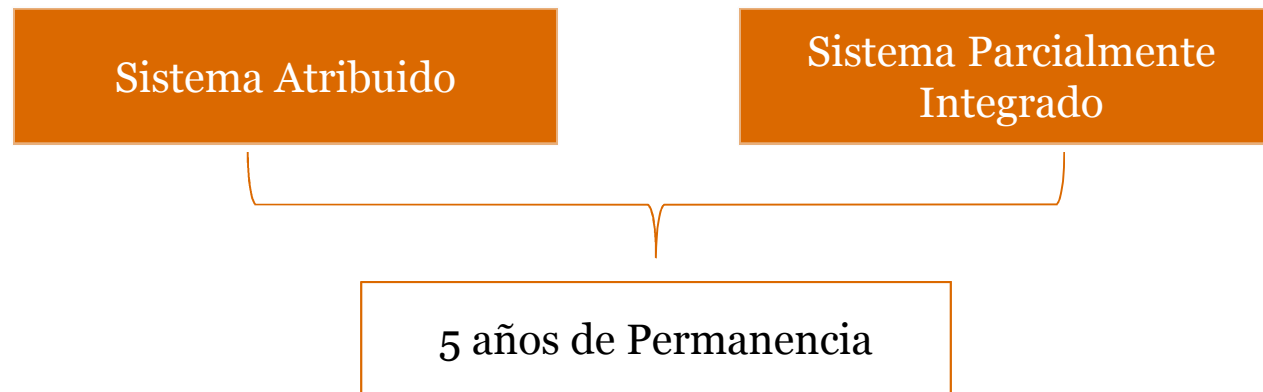 Sistema Atribuido
Sistema Parcialmente
Integrado
5 años de Permanencia